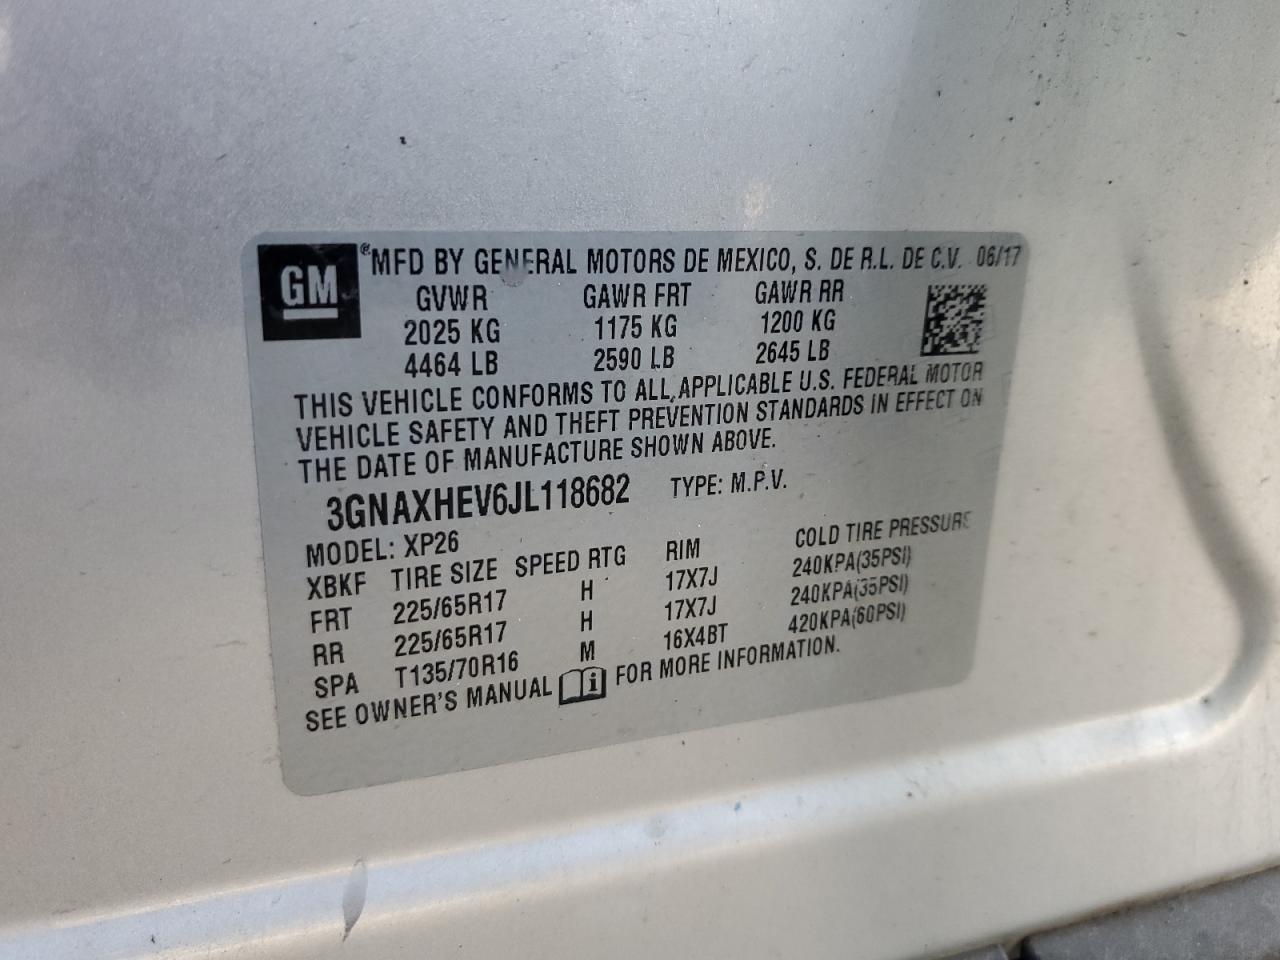 GM
®MFD BY GENERAL MOTORS DE MEXICO, S. DE R.L. DE C.V. 06/17
GVWR GAWR FRT GAWR RR
2025 KG 1175 KG 1200 KG
4464 LB 2590 LB 2645 LB
THIS VEHICLE CONFORMS TO ALL APPLICABLE U.S. FEDERAL MOTOR
VEHICLE SAFETY AND THEFT PREVENTION STANDARDS IN EFFECT ON
THE DATE OF MANUFACTURE SHOWN ABOVE.
3GNAXHEV6JL118682 TYPE: M.P.V.
MODEL: XP26
XBKF TIRE SIZE SPEED RTG RIM COLD TIRE PRESSURE
FRT 225/65R17 H 17X7J 240KPA(35PSI)
RR 225/65R17 H 17X7J 240KPA(35PSI)
SPA T135/70R16 M 16X4BT 420KPA(60PSI)
SEE OWNER'S MANUAL i FOR MORE INFORMATION.